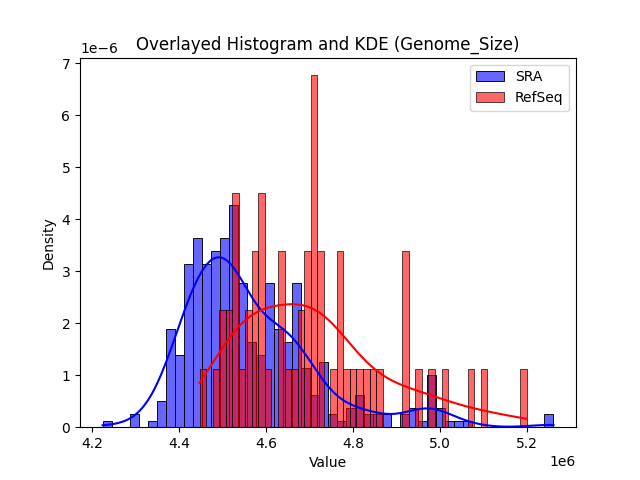 Overlayed Histogram and KDE (Genome_Size)
1e−6
7
6
5
4
3
2
1
0
Density
SRA
RefSeq
4.2 4.4 4.6 4.8 5.0 5.2
1e6
Value